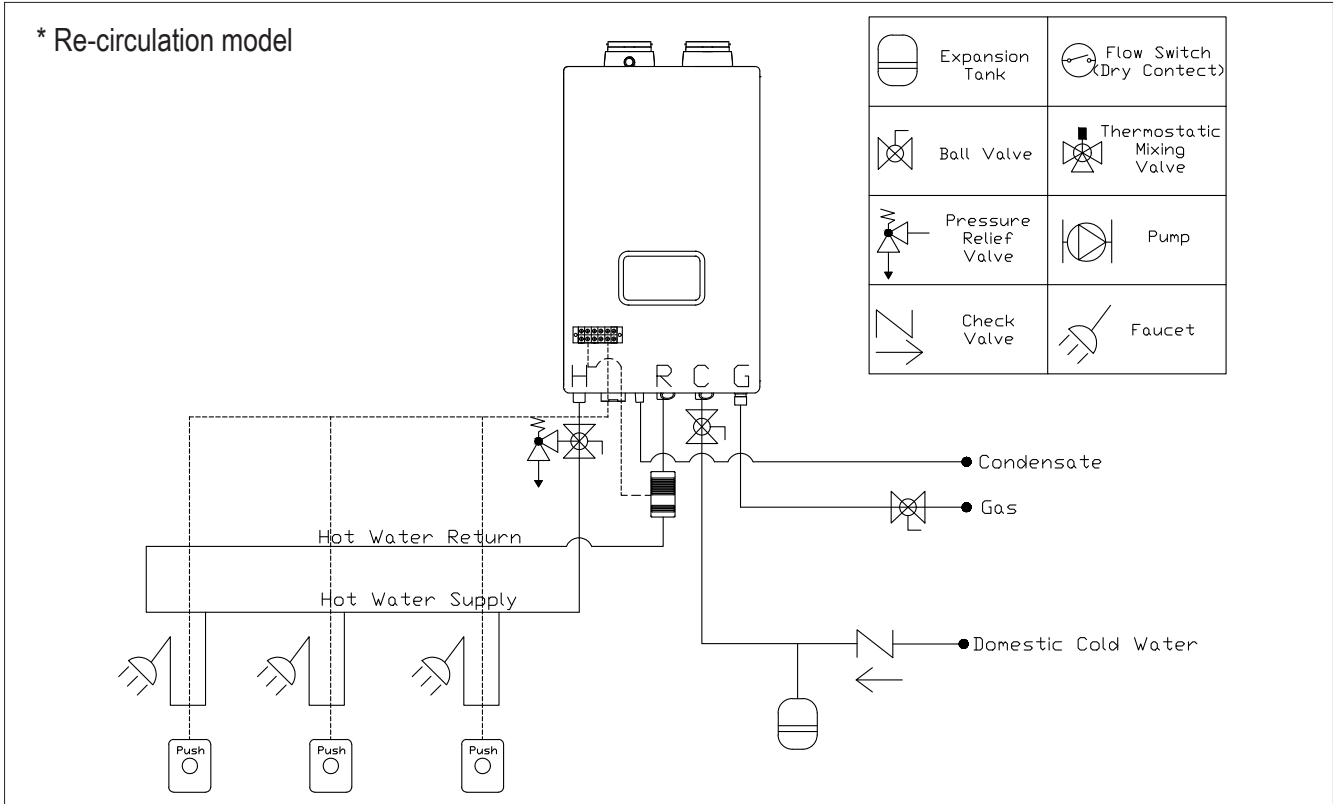 * Re-circulation model
Expansion
Tank
Flow Switch
(Dry Contect)
Ball Valve
Thermostatic
Mixing
Valve
Pressure
Relief
Valve
Pump
Check
Valve
Faucet
H R C G
Condensate
Gas
Hot Water Return
Hot Water Supply
Domestic Cold Water
Push
Push
Push